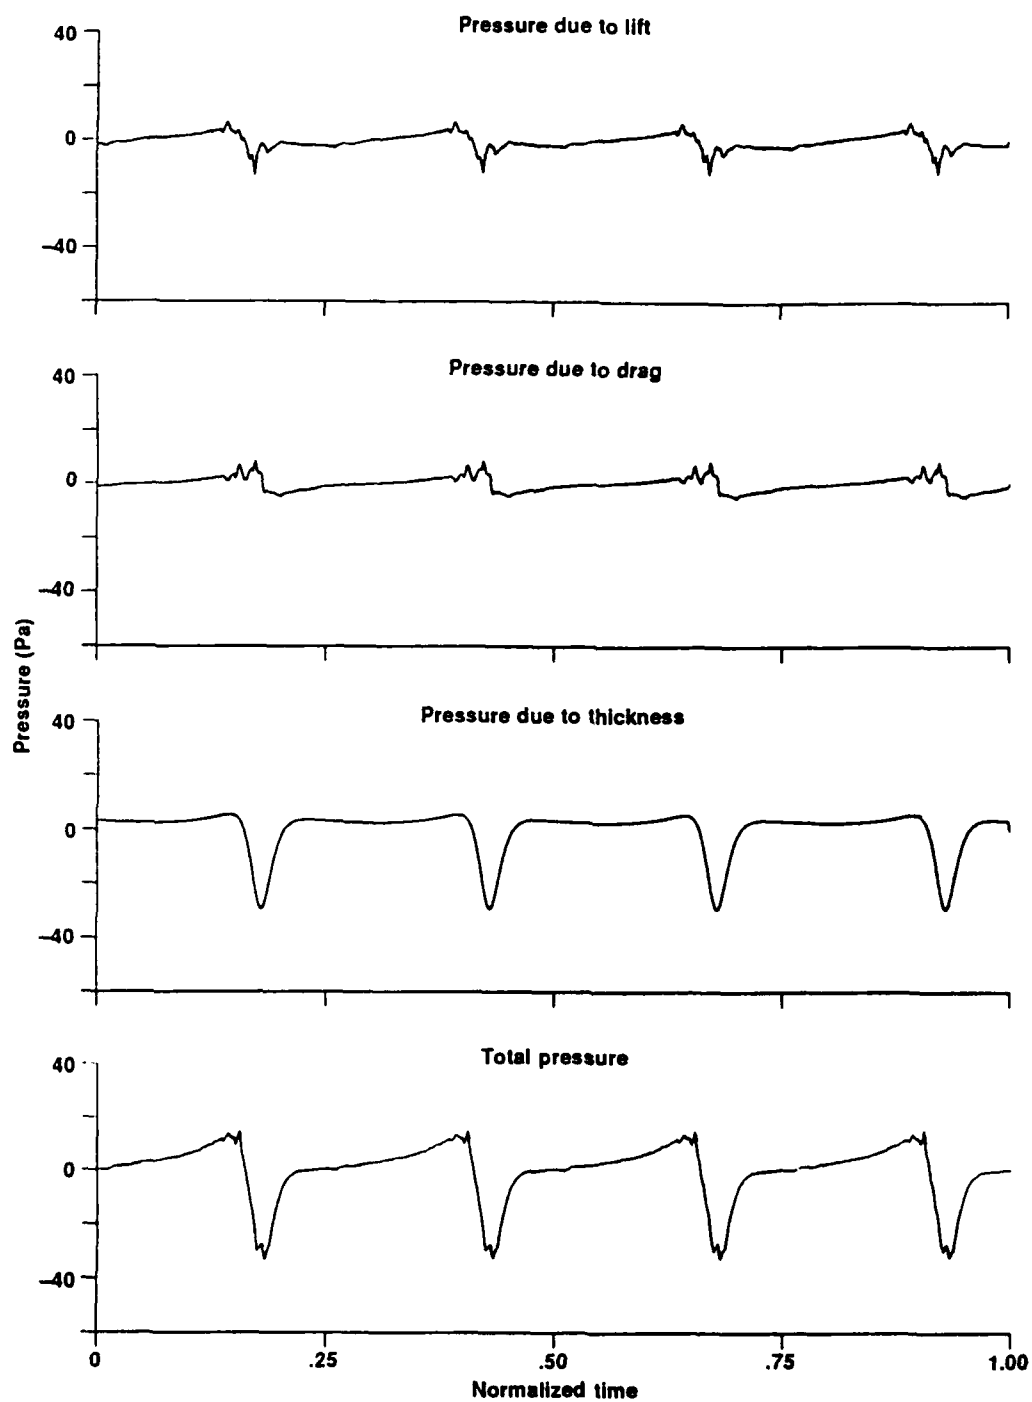 Pressure due to lift
40
0
–40
Pressure due to drag
40
0
–40
Pressure (Pa)
Pressure due to thickness
40
0
–40
Total pressure
40
0
–40
0 .25 .50 .75 1.00
Normalized time